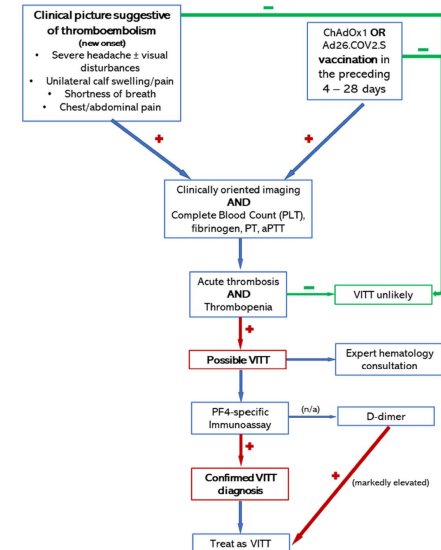 Clinical picture suggestive
of thromboembolism
(new onset)
• Severe headache ± visual
disturbances
• Unilateral calf swelling/pain
• Shortness of breath
• Chest/abdominal pain
–
ChAdOx1 OR
Ad26.COV2.S
vaccination in
the preceding
4 – 28 days
–
+
+
Clinically oriented imaging
AND
Complete Blood Count (PLT),
fibrinogen, PT, aPTT
Acute thrombosis
AND
Thrombopenia
–
VITT unlikely
+
Possible VITT
Expert hematology
consultation
PF4-specific
Immunoassay
(n/a)
D-dimer
+
Confirmed VITT
diagnosis
+
(markedly elevated)
Treat as VITT